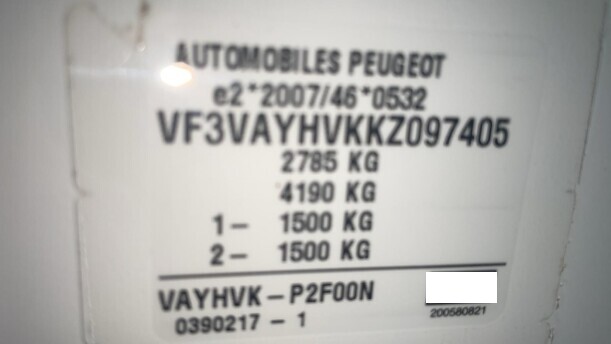 AUTOMOBILES PEUGEOT
e2*2007/46*0532
VF3VAYHVKKZ097405
2785 KG
4190 KG
1– 1500 KG
2– 1500 KG
VAYHVK–P2F00N
0390217 – 1
200580821